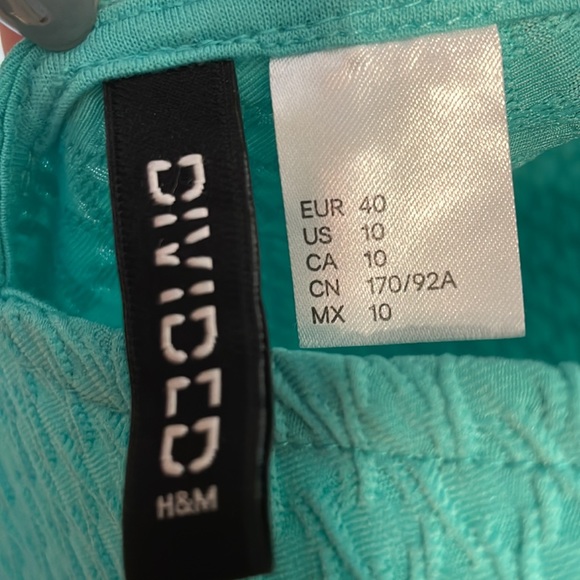 DIVIDED
H&M
EUR 40
US 10
CA 10
CN 170/92A
MX 10